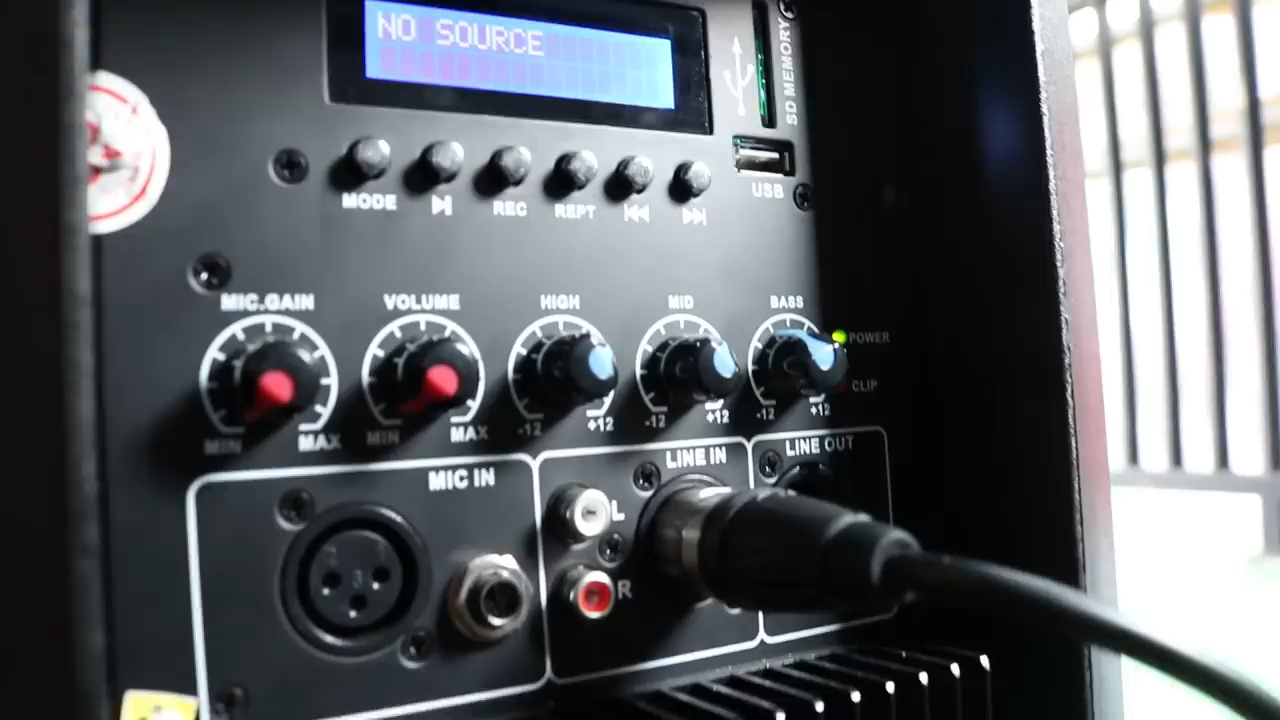 NO SOURCE
SD MEMORY
USB
MODE
REC
REPT
MIC.GAIN
VOLUME
HIGH
MID
BASS
POWER
CLIP
MIN
MAX
MIN
MAX
-12
+12
-12
+12
-12
+12
MIC IN
LINE IN
LINE OUT
L
R